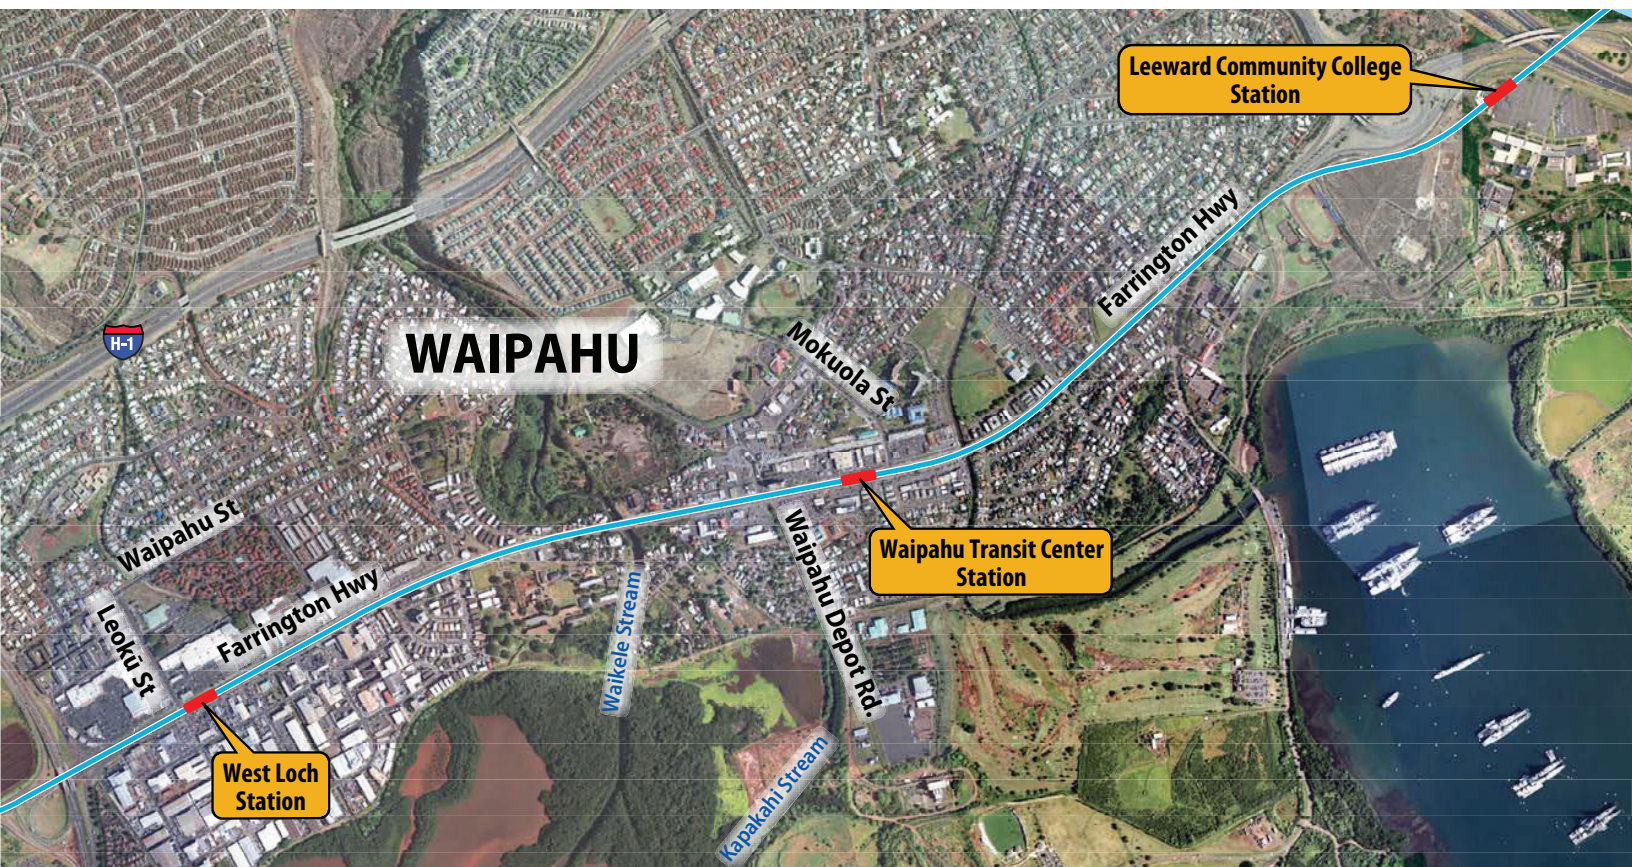 Leeward Community College
Station
Farrington Hwy
H-1
WAIPAHU
Mokuola St
Waipahu St
Waipahu Transit Center
Station
Farrington Hwy
Leokū St
Waikele Stream
Waipahu Depot Rd.
West Loch
Station
Kapakahi Stream